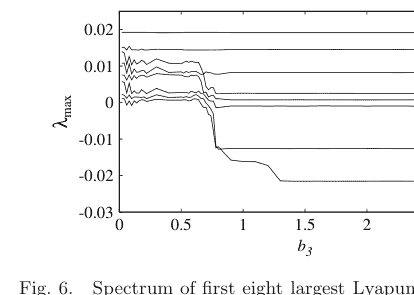 0.02
0.01
0
-0.01
-0.02
-0.03
λmax
0 0.5 1 1.5 2
b3
Fig. 6. Spectrum of first eight largest Lyapun